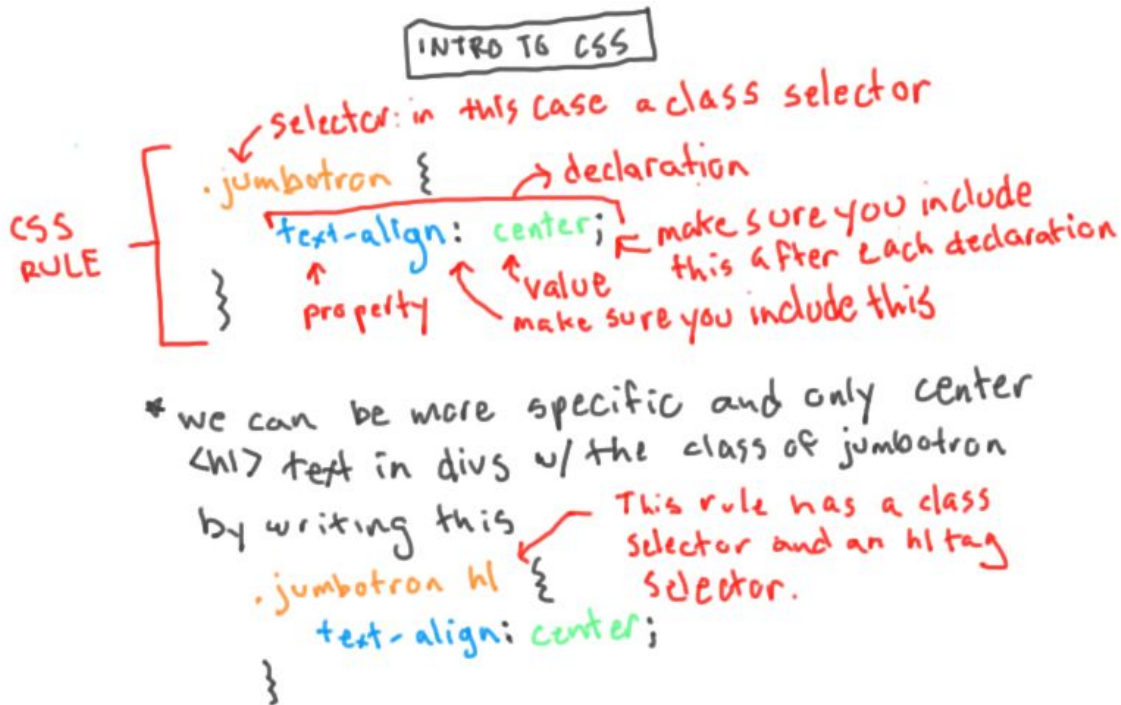 INTRO TO CSS
selector: in this case a class selector
.jumbotron {
declaration
CSS
RULE
text-align: center;
make sure you include
this after each declaration
property
value
make sure you include this
}
* we can be more specific and only center
<h1> text in divs w/ the class of jumbotron
by writing this
This rule has a class
selector and an h1 tag
selector.
.jumbotron h1 {
text-align: center;
}